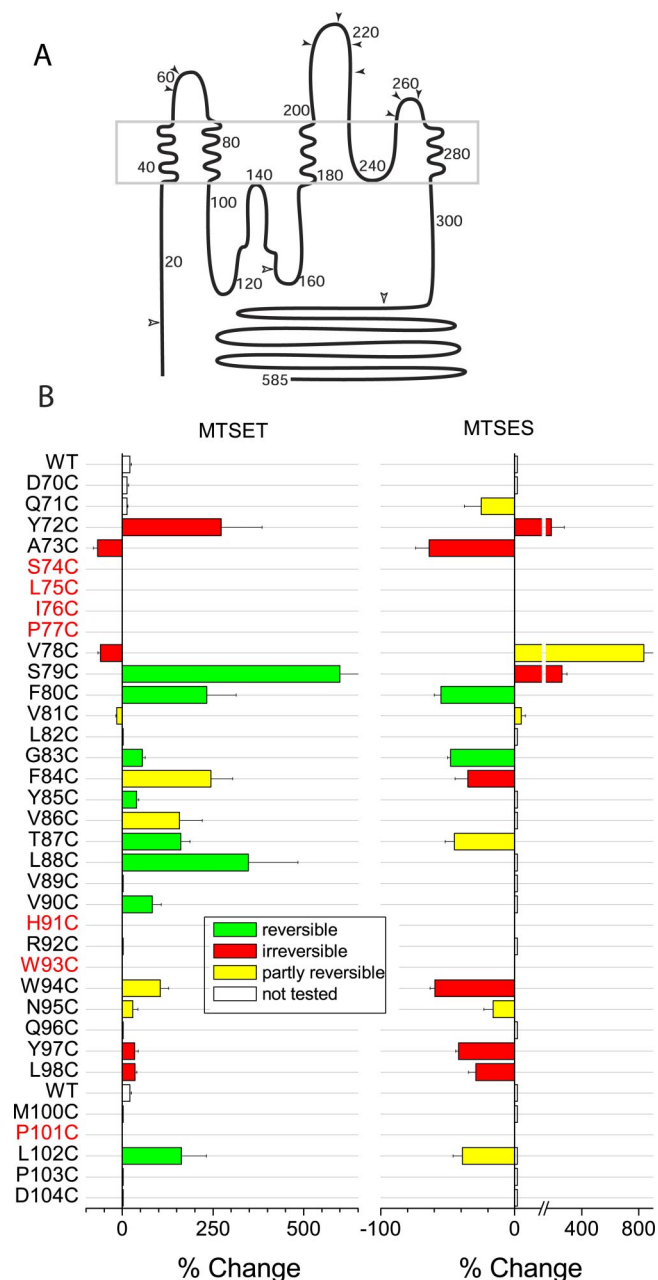 A
220
60
260
200
80
40
280
140
180
240
100
300
20
120
160
585
B
MTSET MTSES
WT
D70C
Q71C
Y72C
A73C
S74C
L75C
I76C
P77C
V78C
S79C
F80C
V81C
L82C
G83C
F84C
Y85C
V86C
T87C
L88C
V89C
V90C
H91C
R92C
W93C
W94C
N95C
Q96C
Y97C
L98C
WT
M100C
P101C
L102C
P103C
D104C
reversible
irreversible
partly reversible
not tested
0 250 500 -100 0 400 800
% Change % Change